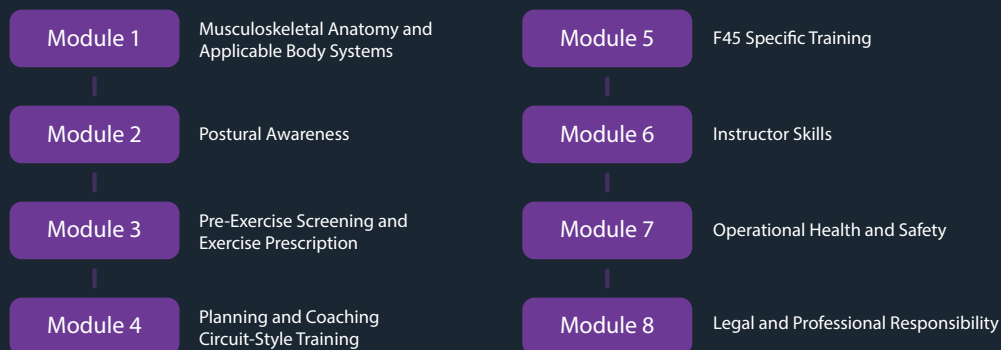 Module 1
Musculoskeletal Anatomy and
Applicable Body Systems
Module 2
Postural Awareness
Module 3
Pre-Exercise Screening and
Exercise Prescription
Module 4
Planning and Coaching
Circuit-Style Training
Module 5
F45 Specific Training
Module 6
Instructor Skills
Module 7
Operational Health and Safety
Module 8
Legal and Professional Responsibility